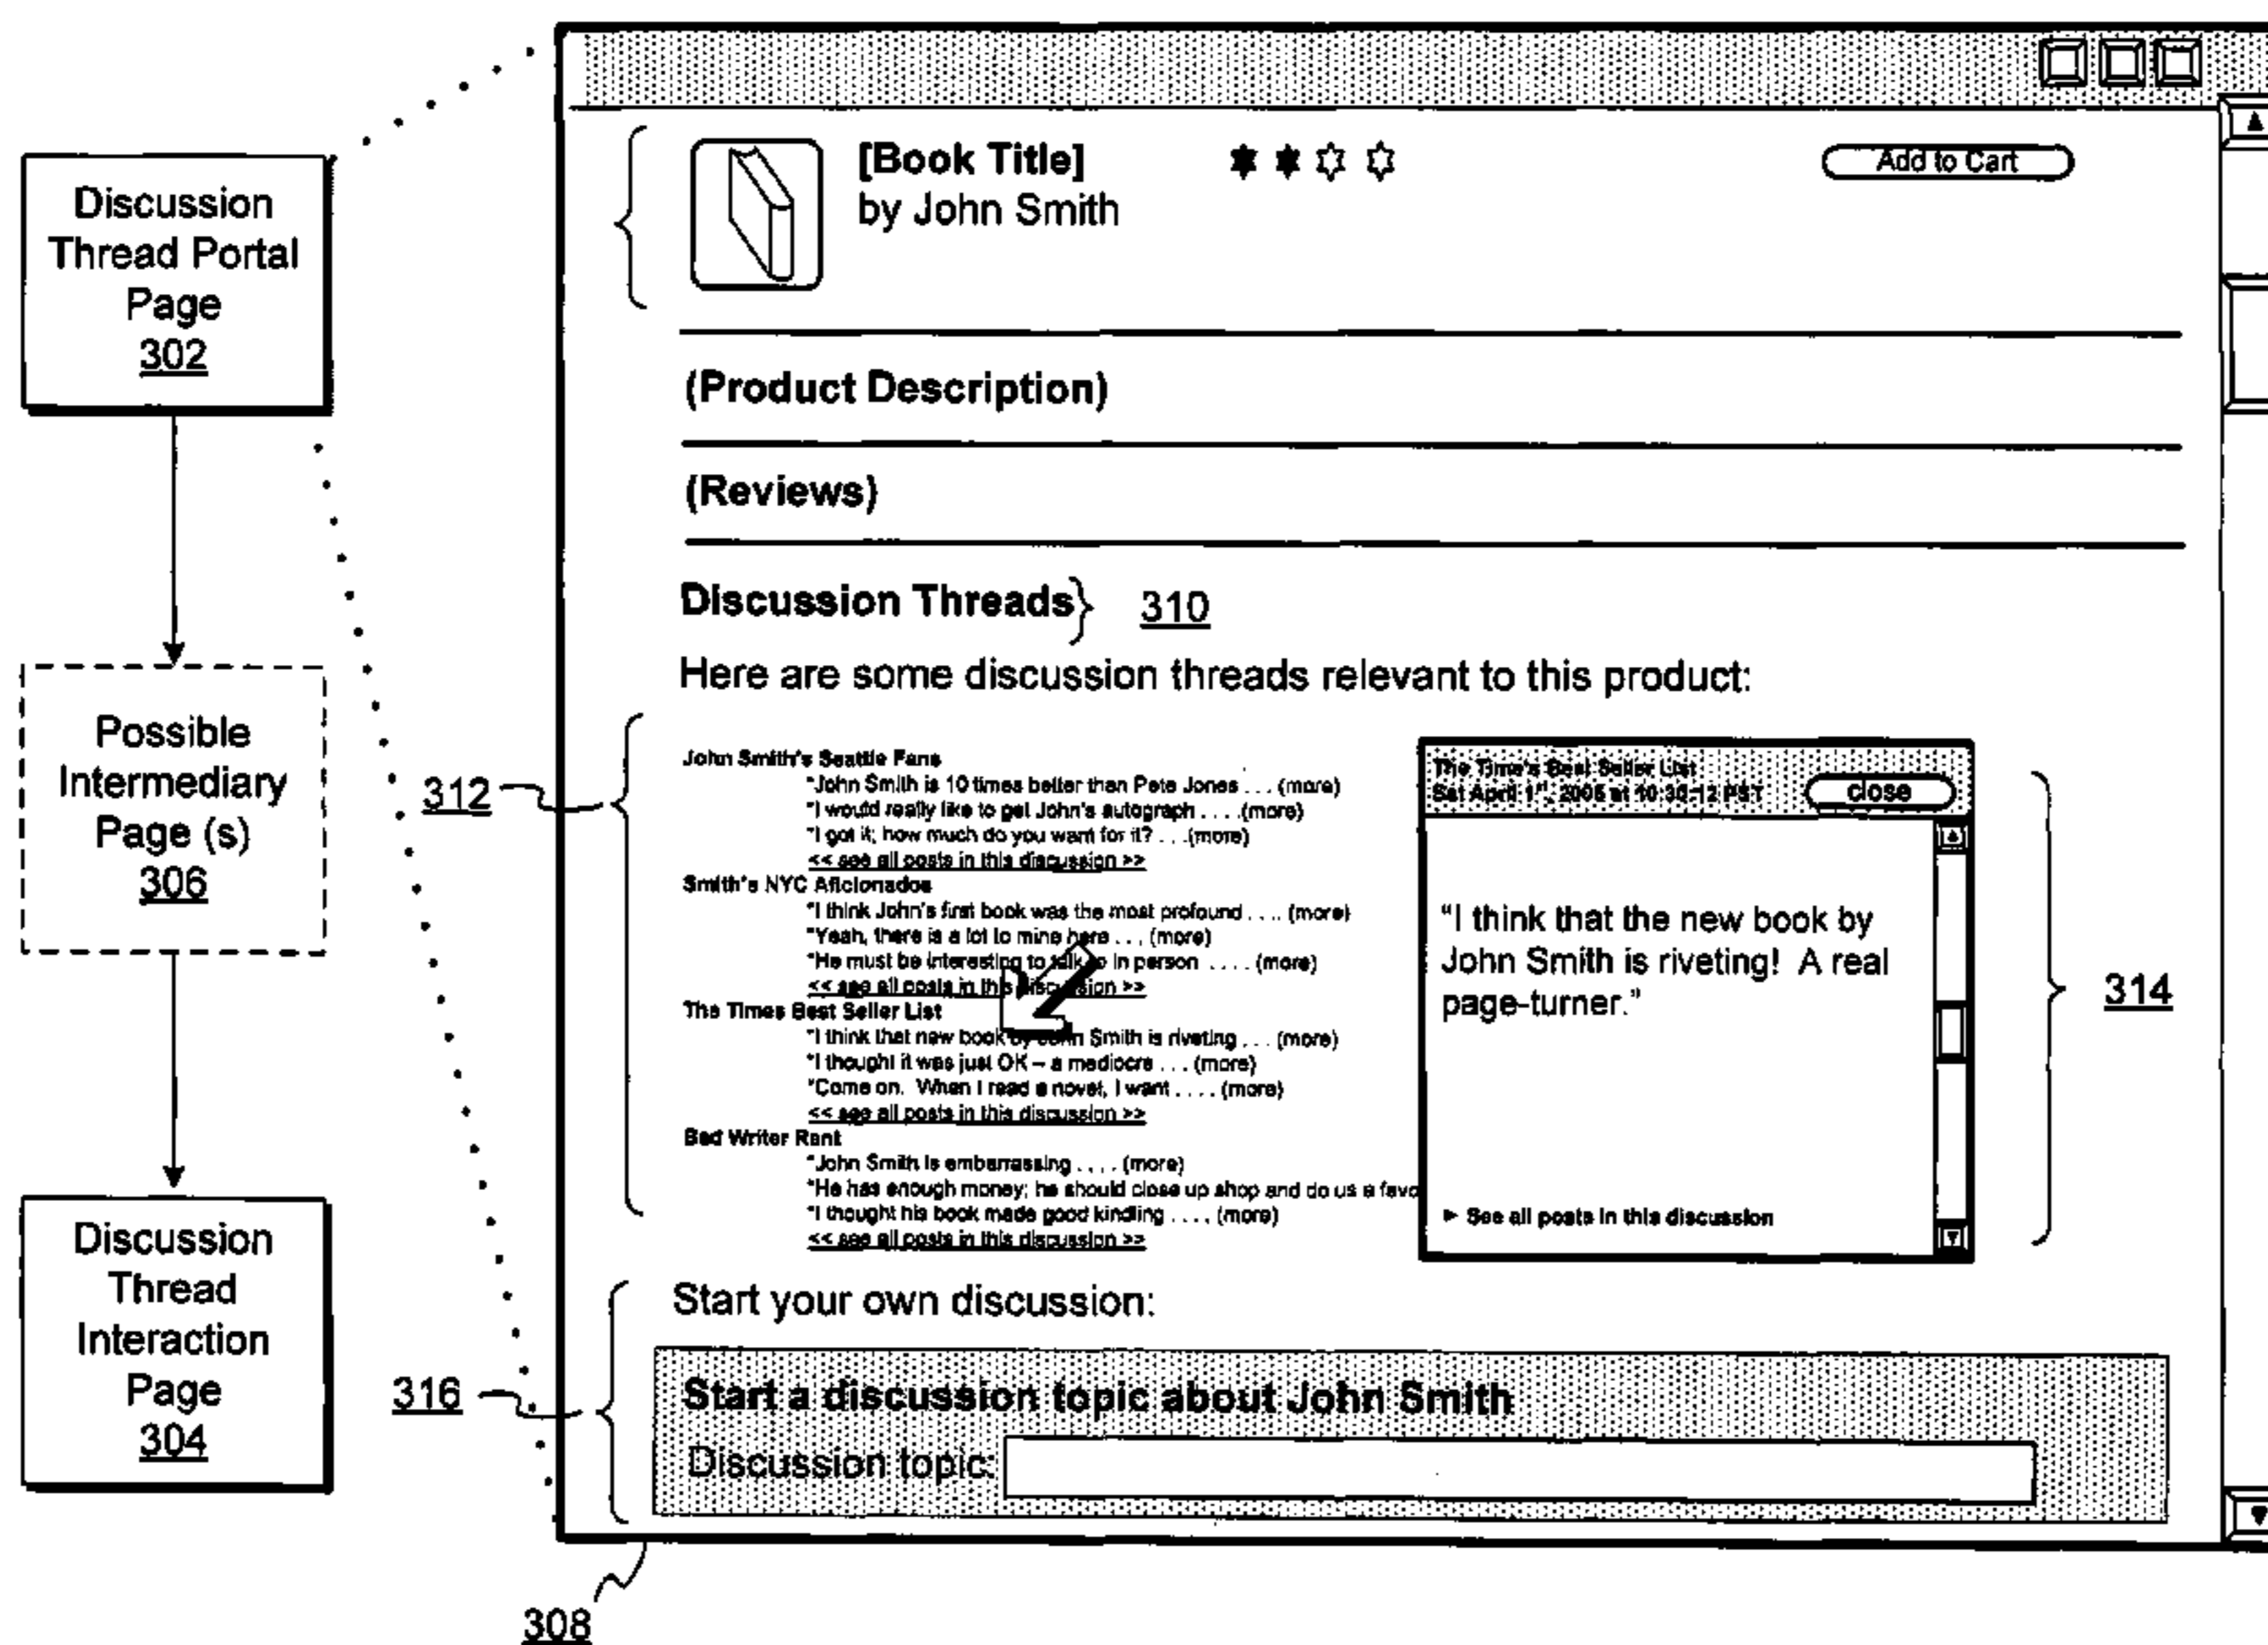 Discussion
Thread Portal
Page
302
Possible
Intermediary
Page (s)
306
Discussion
Thread
Interaction
Page
304
[Book Title]
by John Smith
Add to Cart
(Product Description)
(Reviews)
Discussion Threads
310
Here are some discussion threads relevant to this product:
312
John Smith's Seattle Fans
"John Smith is 10 times better than Pete Jones . . . (more)
"I would really like to get John's autograph . . . .(more)
"I got it; how much do you want for it? . . .(more)
<< see all posts in this discussion >>
Smith's NYC Aficionados
"I think John's first book was the most profound . . . . (more)
"Yeah, there is a lot to mine here . . . (more)
"He must be interesting to talk to in person . . . . (more)
<< see all posts in this discussion >>
The Times Best Seller List
"I think that new book by John Smith is riveting . . . (more)
"I thought it was just OK – a mediocre . . . (more)
"Come on. When I read a novel, I want . . . . (more)
<< see all posts in this discussion >>
Bad Writer Rant
"John Smith is embarrassing . . . . (more)
"He has enough money; he should close up shop and do us a favo
"I thought his book made good kindling . . . . (more)
<< see all posts in this discussion >>
The Time's Best Seller List
Sat April 1st, 2005 at 10:30:12 PST
close
"I think that the new book by
John Smith is riveting! A real
page-turner."
► See all posts in this discussion
314
Start your own discussion:
316
Start a discussion topic about John Smith
Discussion topic:
308